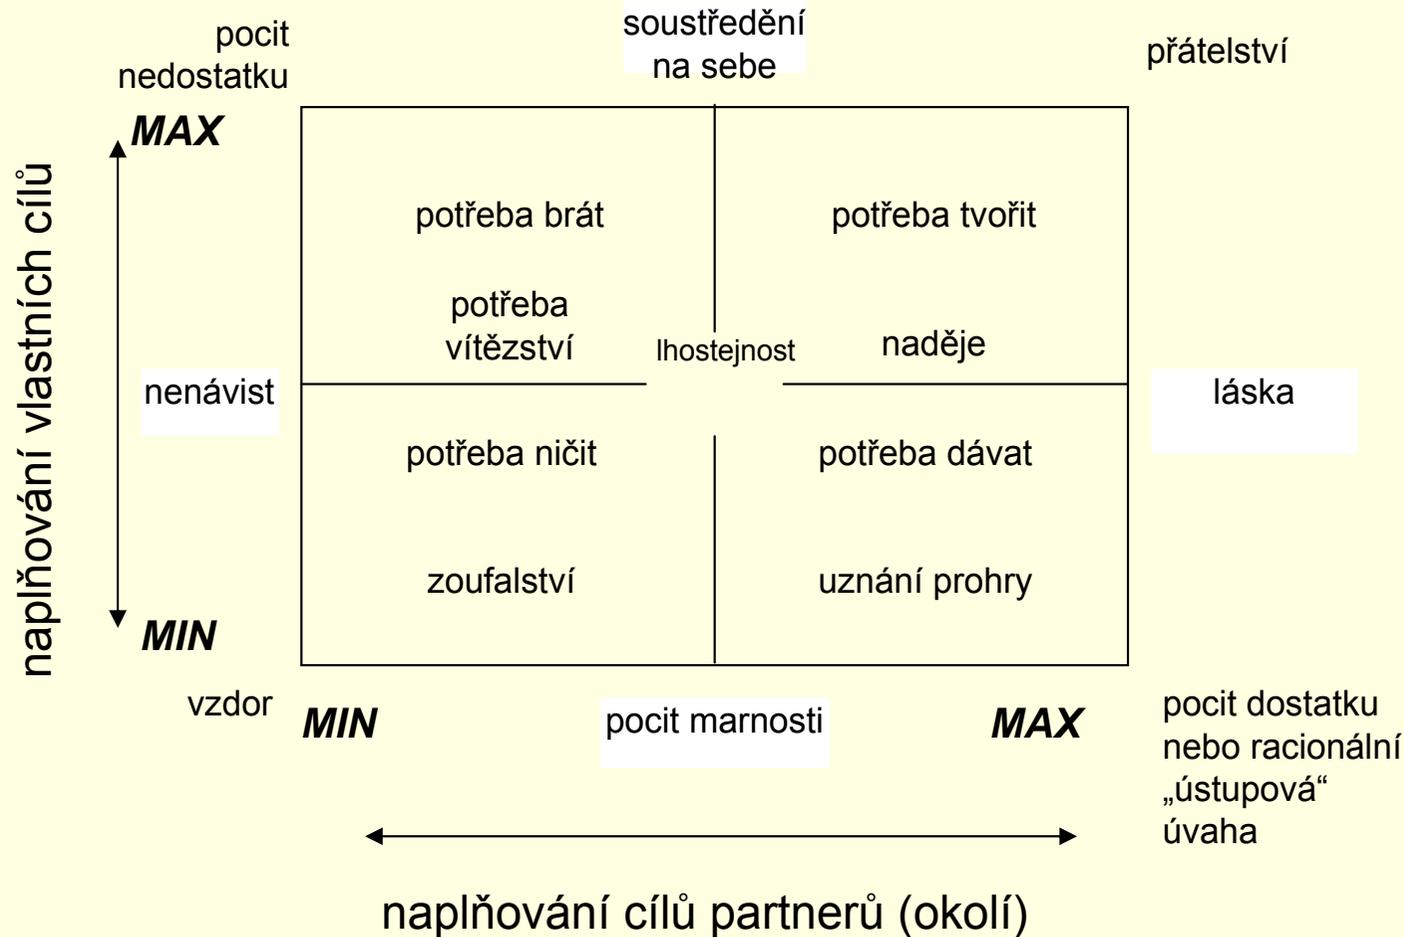 pocit
nedostatku
soustředění
na sebe
přátelství
MAX
naplňování vlastních cílů
potřeba brát
potřeba tvořit
potřeba
vítězství
lhostejnost
naděje
nenávist
láska
potřeba ničit
potřeba dávat
zoufalství
uznání prohry
MIN
vzdor
MIN
pocit marnosti
MAX
pocit dostatku
nebo racionální
„ústupová“
úvaha
naplňování cílů partnerů (okolí)